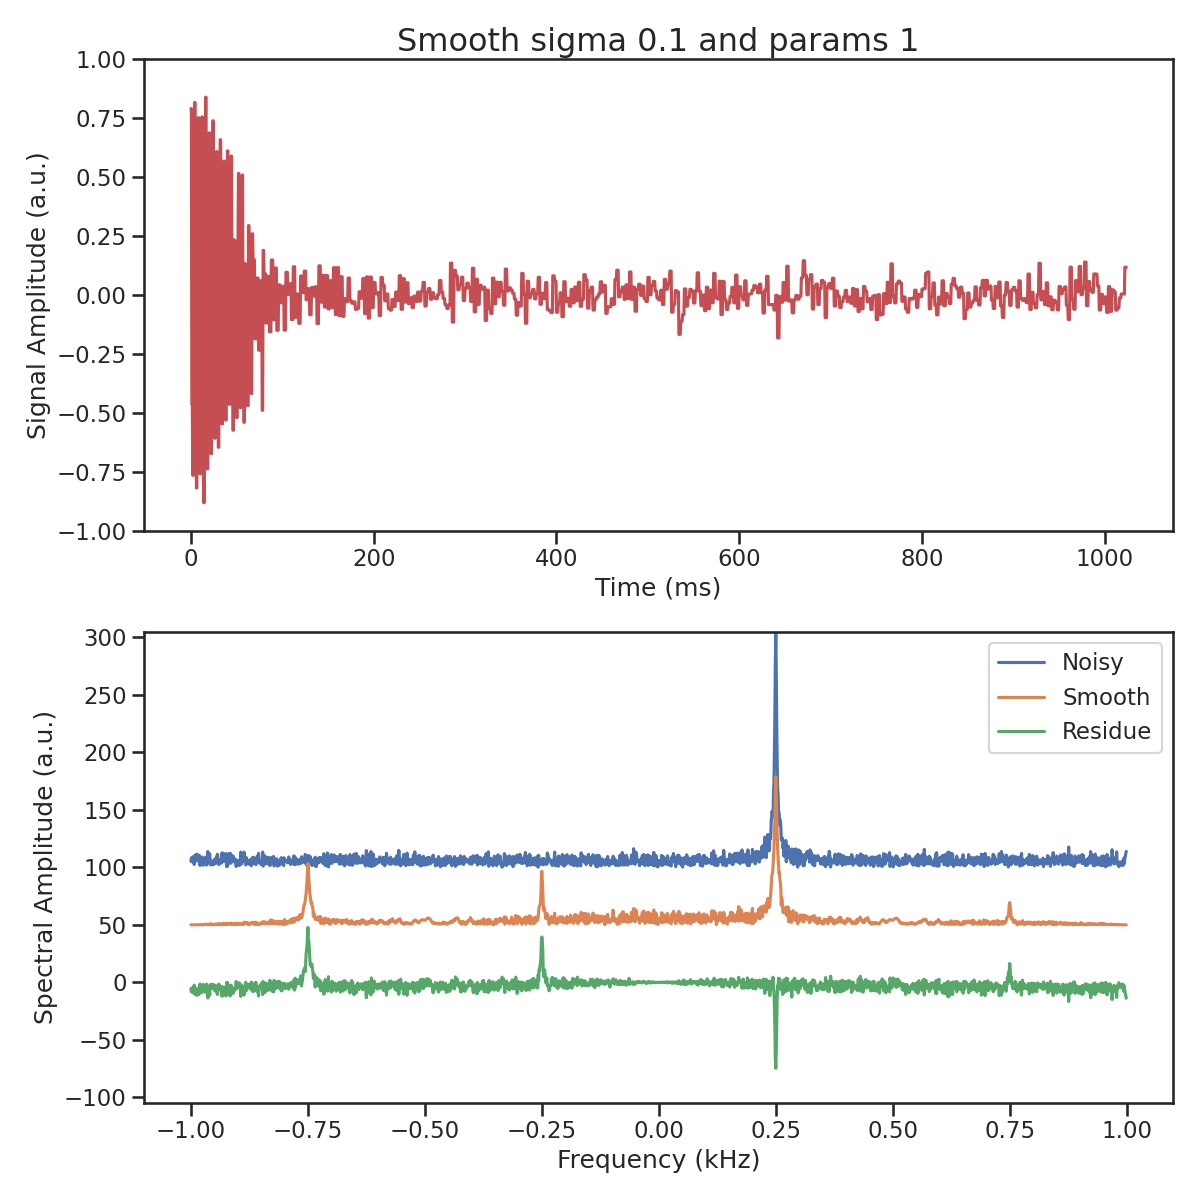 Smooth sigma 0.1 and params 1
1.00
0.75
0.50
0.25
0.00
−0.25
−0.50
−0.75
−1.00
Signal Amplitude (a.u.)
0 200 400 600 800 1000
Time (ms)
300
250
200
150
100
50
0
−50
−100
Spectral Amplitude (a.u.)
Noisy
Smooth
Residue
−1.00 −0.75 −0.50 −0.25 0.00 0.25 0.50 0.75 1.00
Frequency (kHz)